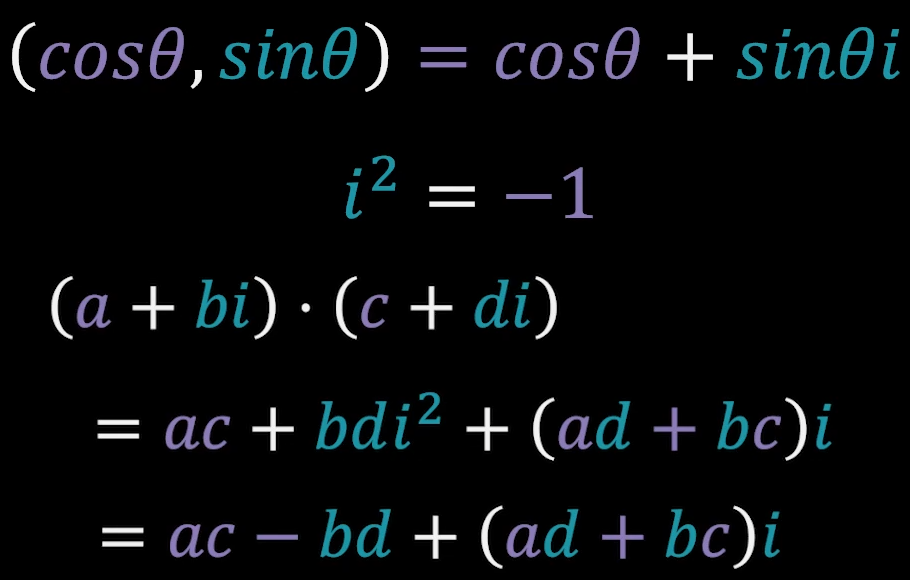 (cosθ, sinθ) = cosθ + sinθi
i² = −1
(a + bi) · (c + di)
= ac + bdi² + (ad + bc)i
= ac − bd + (ad + bc)i